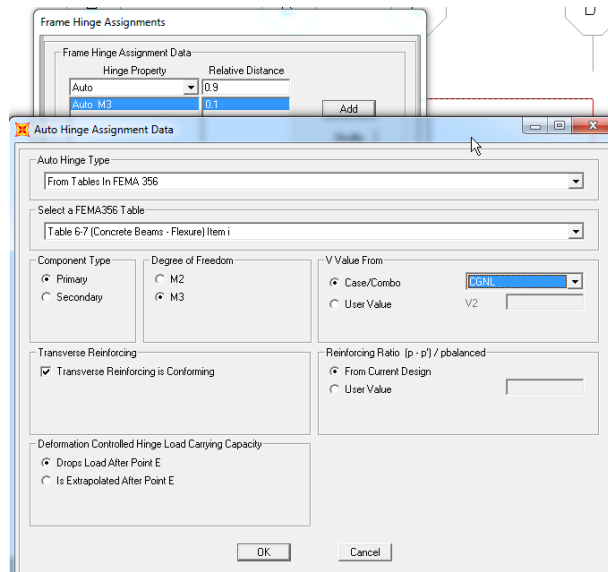 Frame Hinge Assignments
Frame Hinge Assignment Data
Hinge Property Relative Distance
Auto 0.9
Auto M3 0.1
Add
Auto Hinge Assignment Data
Auto Hinge Type
From Tables In FEMA 356
Select a FEMA356 Table
Table 6-7 (Concrete Beams - Flexure) Item i
Component Type
Primary
Secondary
Degree of Freedom
M2
M3
V Value From
Case/Combo CGNL
User Value V2
Transverse Reinforcing
Transverse Reinforcing is Conforming
Reinforcing Ratio (p - p') / pbalanced
From Current Design
User Value
Deformation Controlled Hinge Load Carrying Capacity
Drops Load After Point E
Is Extrapolated After Point E
OK Cancel